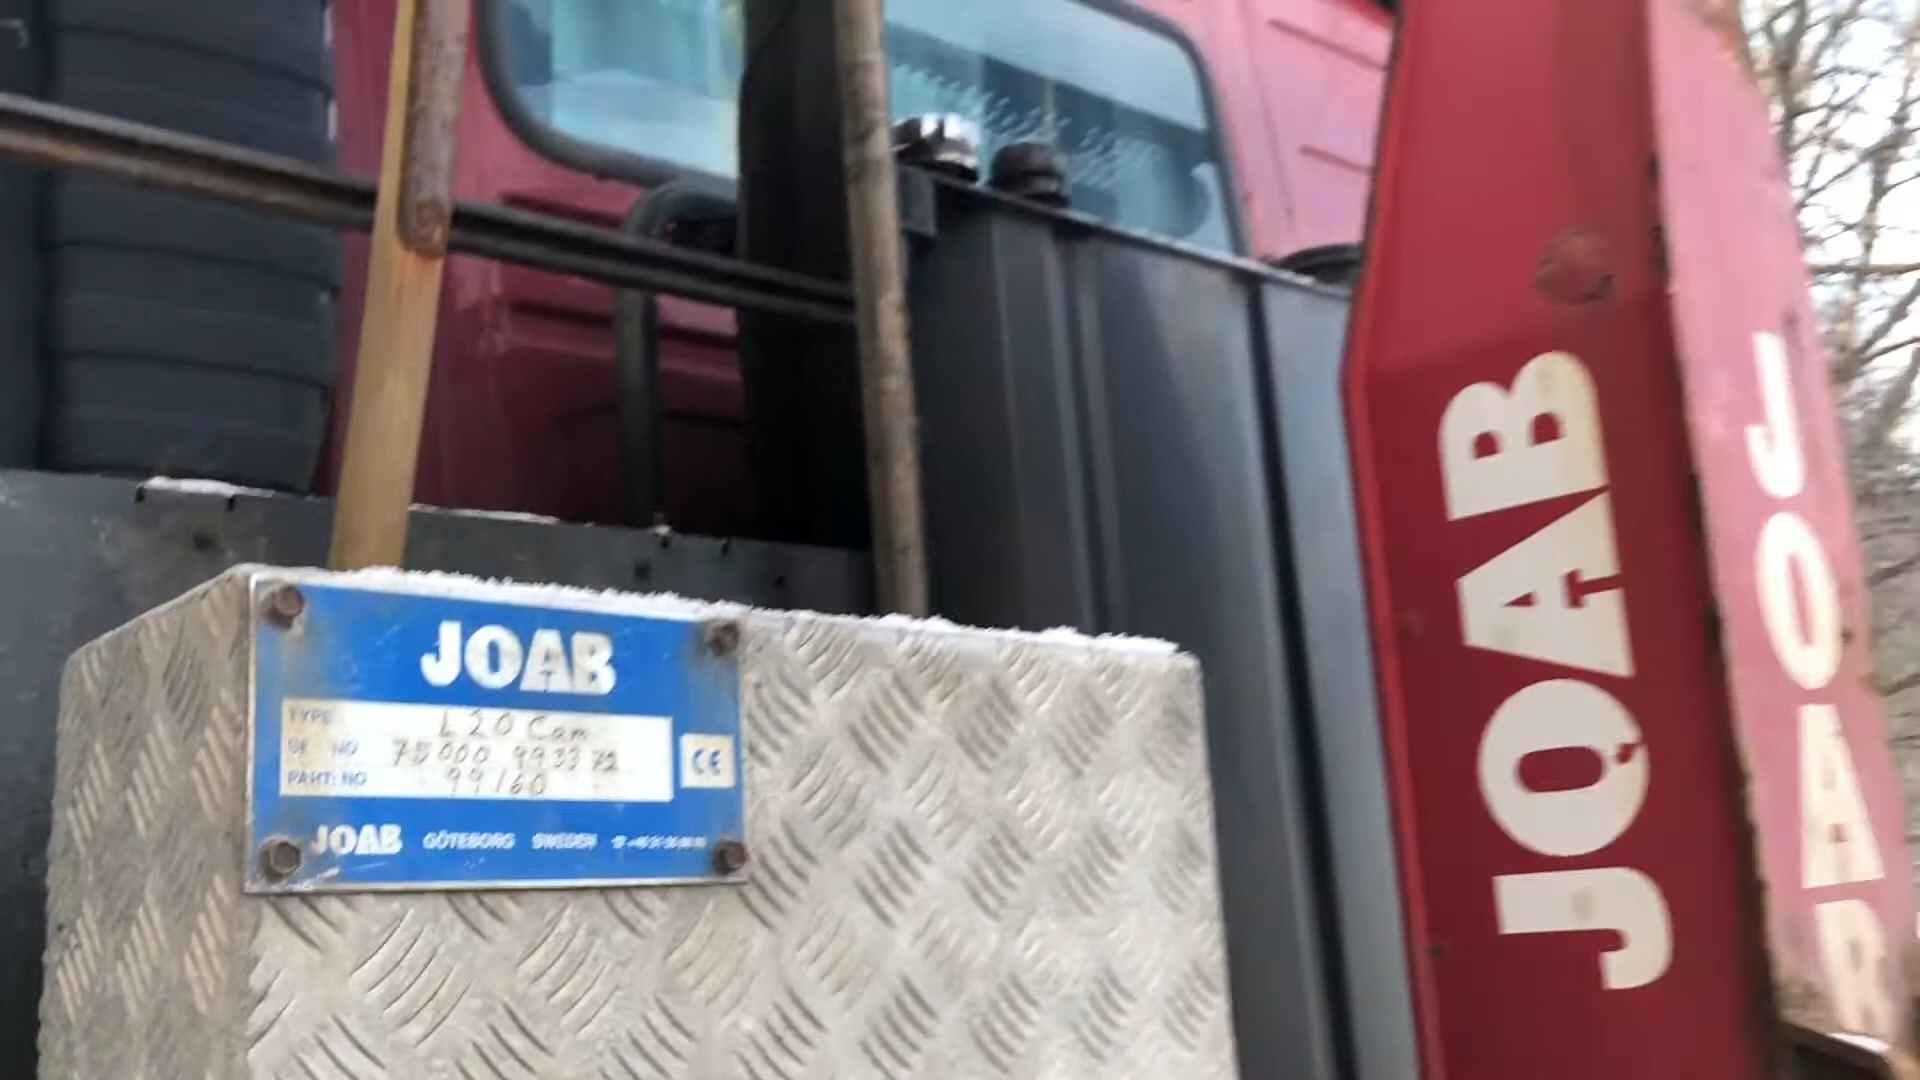 JOAB
TYPE L20 Cam
SE NO 75000 993372
PART: NO 99160
CE
JOAB GÖTEBORG SWEDEN
JOAB
JOAB